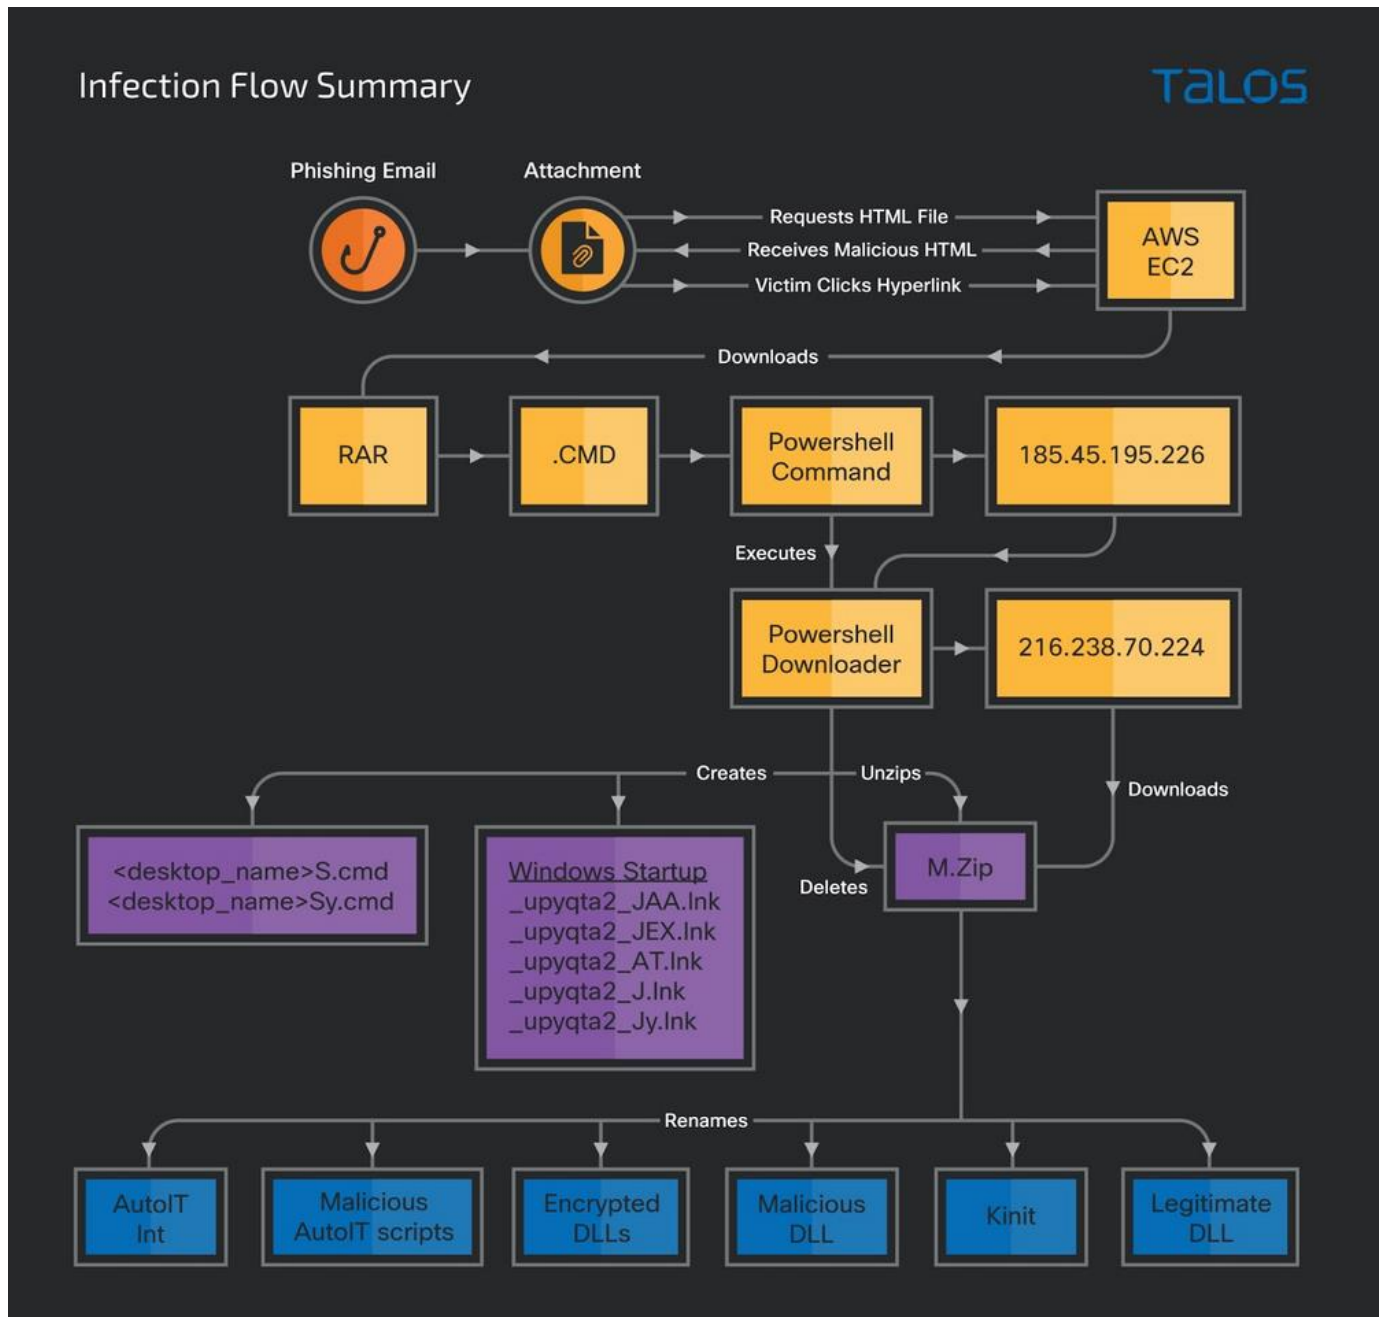 Infection Flow Summary
TALOS
Phishing Email
Attachment
Requests HTML File
Receives Malicious HTML
Victim Clicks Hyperlink
AWS
EC2
Downloads
RAR
.CMD
Powershell
Command
185.45.195.226
Executes
Powershell
Downloader
216.238.70.224
Creates
Unzips
Downloads
<desktop_name>S.cmd
<desktop_name>Sy.cmd
Windows Startup
_upyqta2_JAA.lnk
_upyqta2_JEX.lnk
_upyqta2_AT.lnk
_upyqta2_J.lnk
_upyqta2_Jy.lnk
Deletes
M.Zip
Renames
AutoIT
Int
Malicious
AutoIT scripts
Encrypted
DLLs
Malicious
DLL
Kinit
Legitimate
DLL